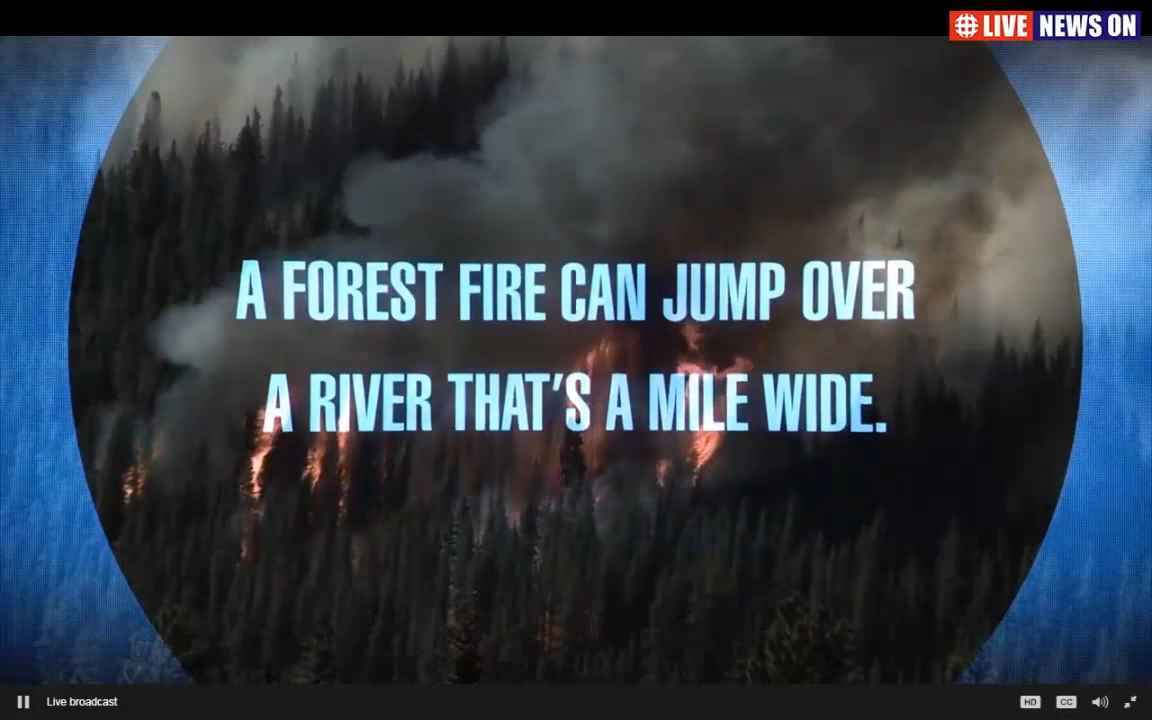 LIVE NEWS ON
A FOREST FIRE CAN JUMP OVER
A RIVER THAT'S A MILE WIDE.
Live broadcast HD CC